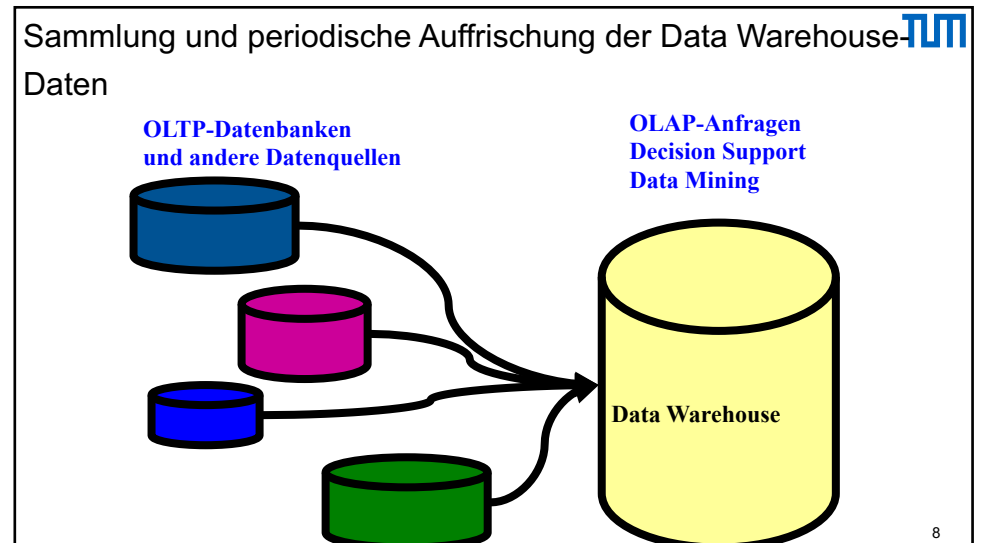 Sammlung und periodische Auffrischung der Data Warehouse-
TUM
Daten
OLTP-Datenbanken
und andere Datenquellen
OLAP-Anfragen
Decision Support
Data Mining
Data Warehouse
8